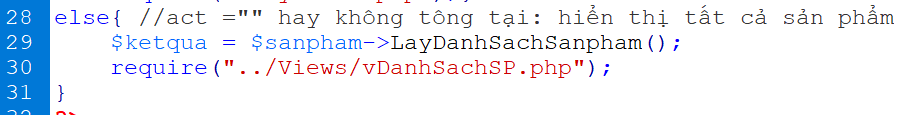 28 else{ //act ="" hay không tông tại: hiển thị tất cả sản phẩm
29 $ketqua = $sanpham->LayDanhSachSanpham();
30 require("../Views/vDanhSachSP.php");
31 }